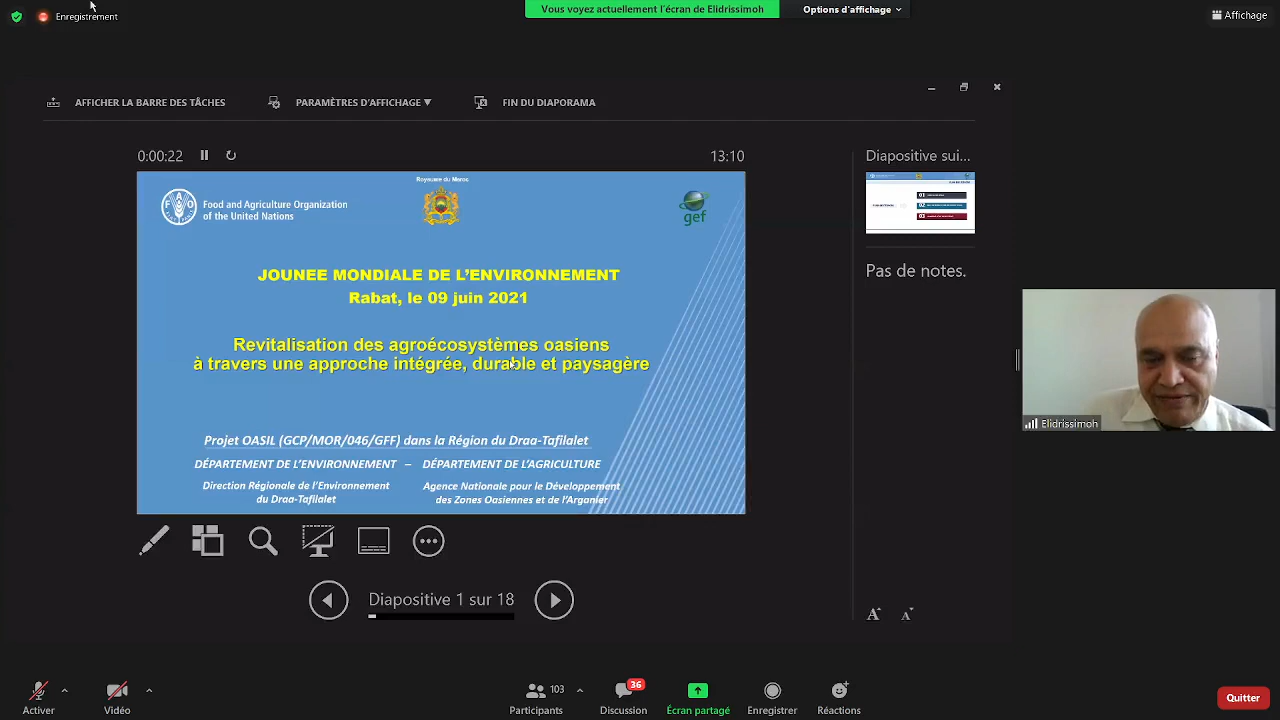 Enregistrement
Vous voyez actuellement l'écran de Elidrissimoh
Options d'affichage
Affichage
AFFICHER LA BARRE DES TÂCHES
PARAMÈTRES D'AFFICHAGE
FIN DU DIAPORAMA
0:00:22
13:10
Diapositive sui...
Royaume du Maroc
Food and Agriculture Organization
of the United Nations
gef
JOUNEE MONDIALE DE L'ENVIRONNEMENT
Rabat, le 09 juin 2021
Revitalisation des agroécosystèmes oasiens
à travers une approche intégrée, durable et paysagère
Projet OASIL (GCP/MOR/046/GFF) dans la Région du Draa-Tafilalet
DÉPARTEMENT DE L'ENVIRONNEMENT – DÉPARTEMENT DE L'AGRICULTURE
Direction Régionale de l'Environnement
du Draa-Tafilalet
Agence Nationale pour le Développement
des Zones Oasiennes et de l'Arganier
01
02
03
Pas de notes.
Elidrissimoh
Diapositive 1 sur 18
A A
Activer
Vidéo
103
Participants
36
Discussion
Écran partagé
Enregistrer
Réactions
Quitter